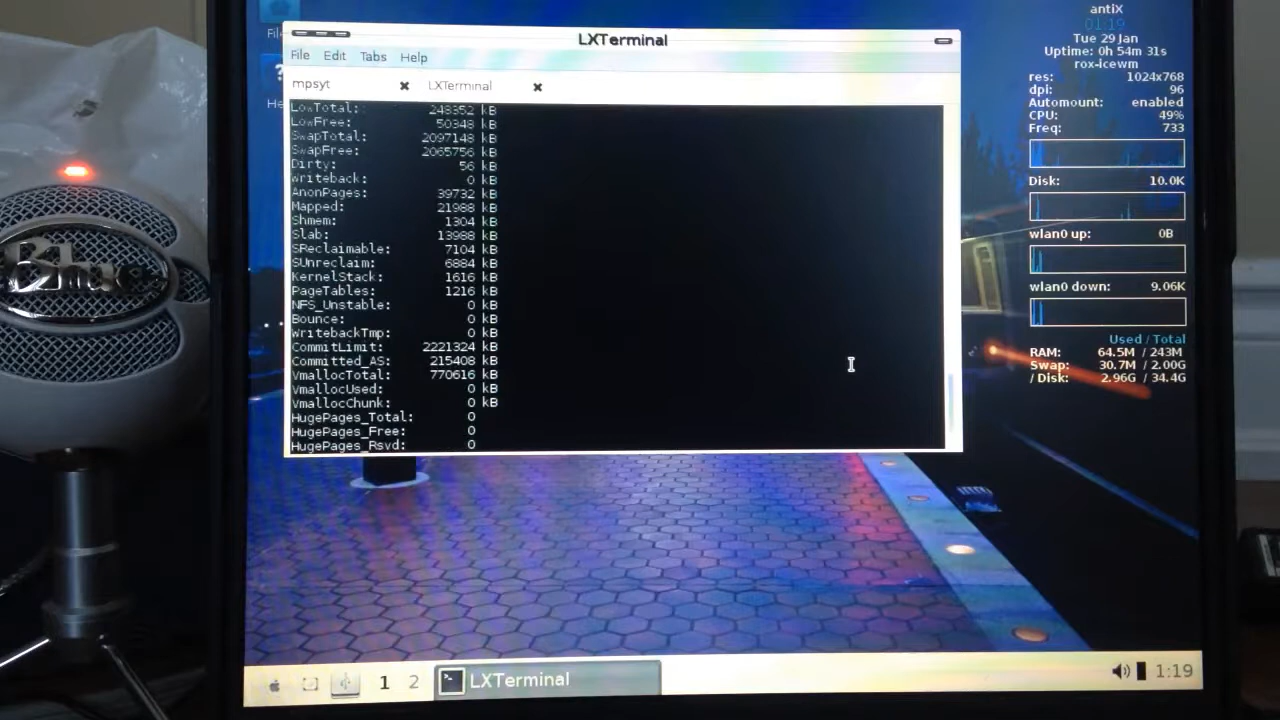 antiX
01:19
Tue 29 Jan
Uptime: 0h 54m 31s
rox-icewm
res: 1024x768
dpi: 96
Automount: enabled
CPU: 49%
Freq: 733
Disk: 10.0K
wlan0 up: 0B
wlan0 down: 9.06K
Used / Total
RAM: 64.5M / 243M
Swap: 30.7M / 2.00G
/ Disk: 2.96G / 34.4G
LXTerminal
File Edit Tabs Help
mpsyt LXTerminal
LowTotal: 248352 kB
LowFree: 50348 kB
SwapTotal: 2097148 kB
SwapFree: 2065756 kB
Dirty: 56 kB
Writeback: 0 kB
AnonPages: 39732 kB
Mapped: 21988 kB
Shmem: 1304 kB
Slab: 13988 kB
SReclaimable: 7104 kB
SUnreclaim: 6884 kB
KernelStack: 1616 kB
PageTables: 1216 kB
NFS_Unstable: 0 kB
Bounce: 0 kB
WritebackTmp: 0 kB
CommitLimit: 2221324 kB
Committed_AS: 215408 kB
VmallocTotal: 770616 kB
VmallocUsed: 0 kB
VmallocChunk: 0 kB
HugePages_Total: 0
HugePages_Free: 0
HugePages_Rsvd: 0
Blue
1 2 LXTerminal 1:19